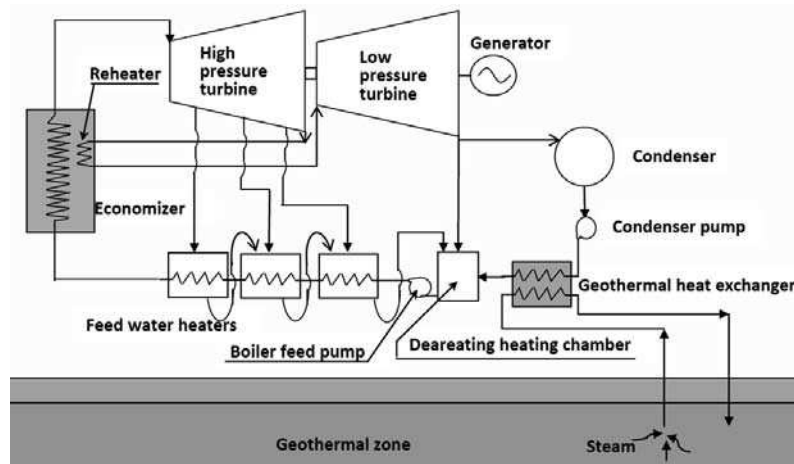 Generator
High
pressure
turbine
Low
pressure
turbine
Reheater
Condenser
Economizer
Condenser pump
Geothermal heat exchanger
Feed water heaters
Boiler feed pump
Deareating heating chamber
Geothermal zone
Steam